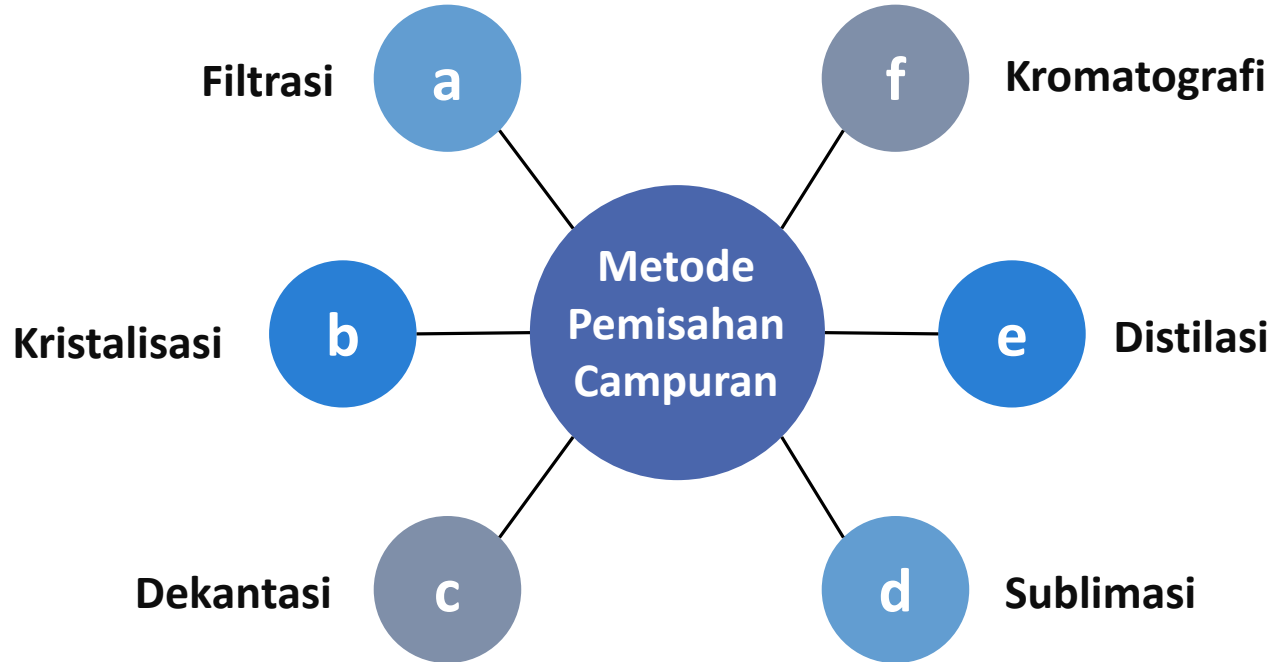 Filtrasi
a
f
Kromatografi
Metode
Pemisahan
Campuran
Kristalisasi
b
e
Distilasi
Dekantasi
c
d
Sublimasi